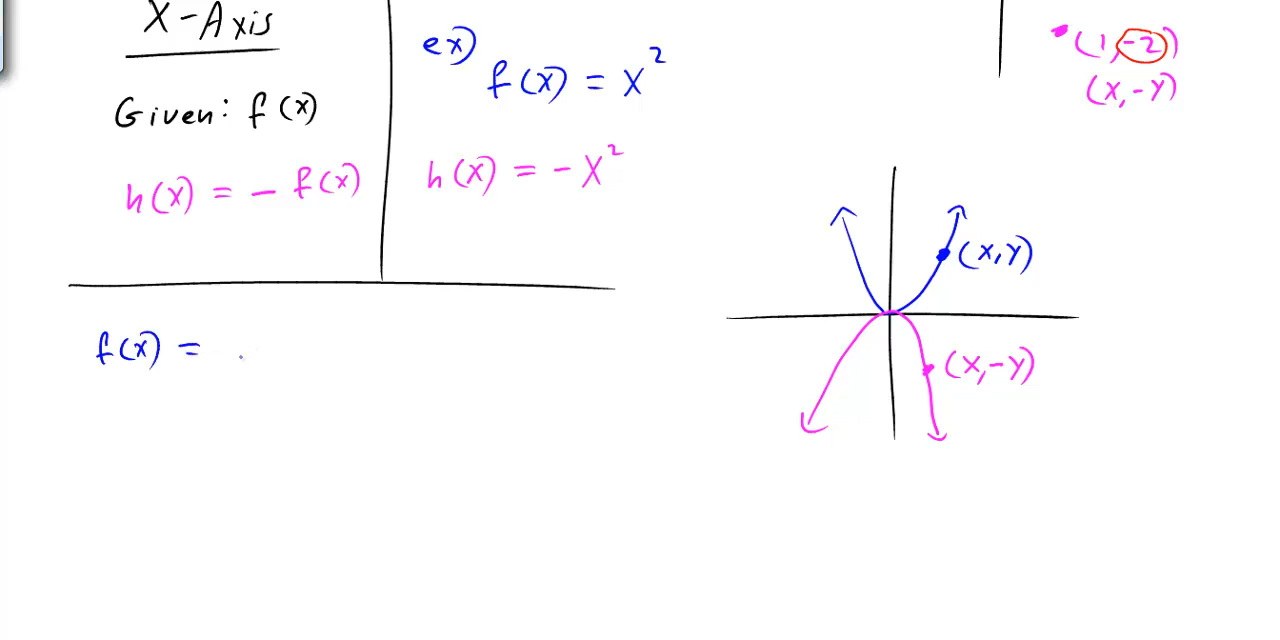 X-Axis
Given: f(x)
h(x) = - f(x)
ex)
f(x) = x²
h(x) = - x²
(1, -2)
(x, -y)
(x, y)
(x, -y)
f(x) =